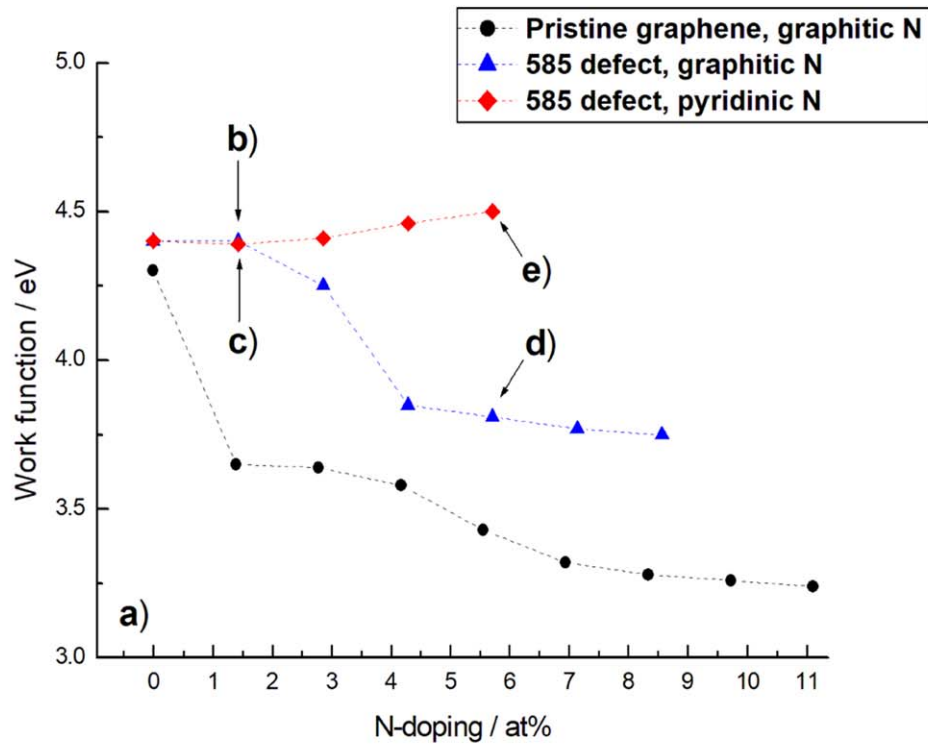 Pristine graphene, graphitic N
585 defect, graphitic N
585 defect, pyridinic N
5.0
b)
4.5
e)
c)
d)
4.0
3.5
a)
3.0
0 1 2 3 4 5 6 7 8 9 10 11
Work function / eV
N-doping / at%